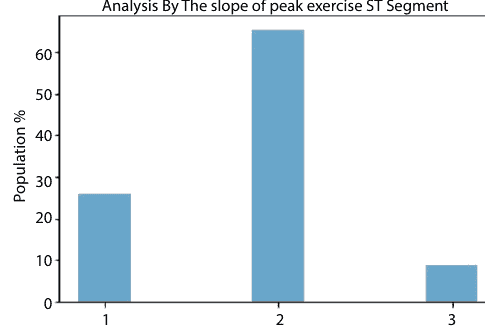 Analysis By The slope of peak exercise ST Segment
Population %
60
50
40
30
20
10
0
1 2 3